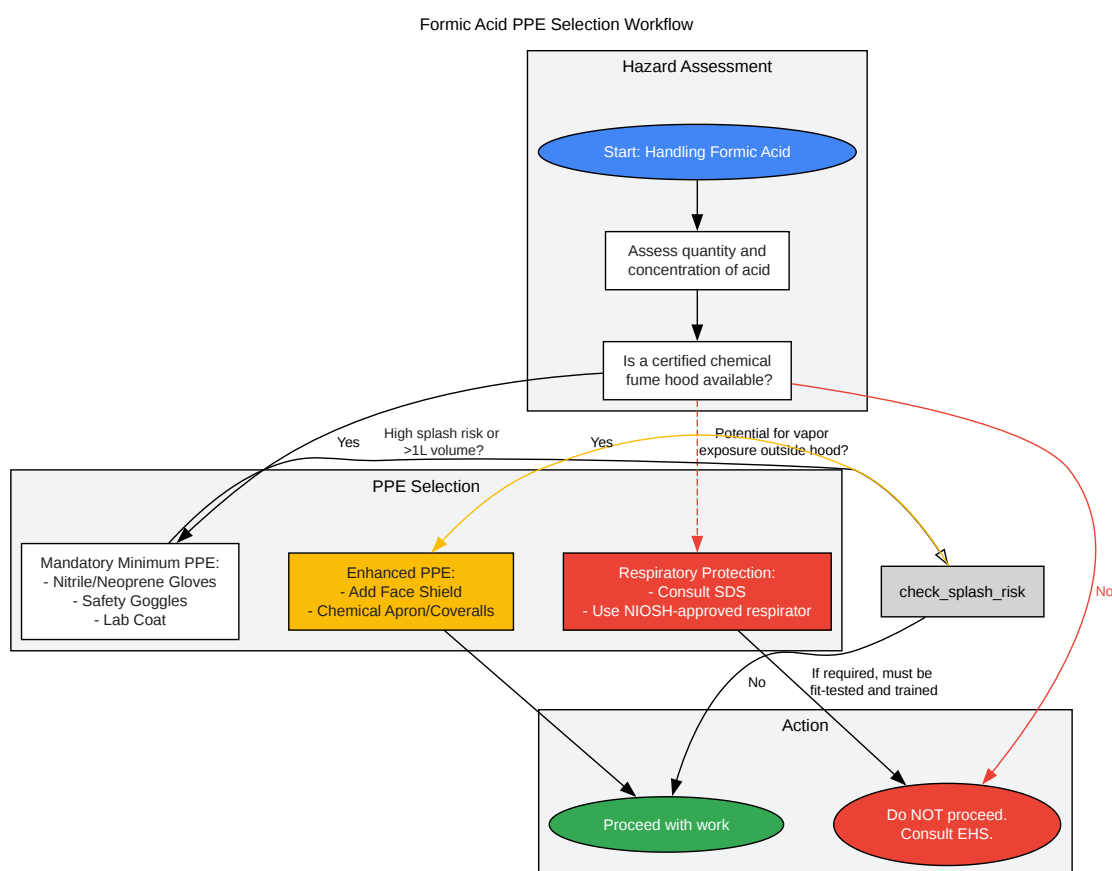 Formic Acid PPE Selection Workflow
Hazard Assessment
Start: Handling Formic Acid
Assess quantity and
concentration of acid
Is a certified chemical
fume hood available?
Yes
High splash risk or
>1L volume?
Yes
Potential for vapor
exposure outside hood?
PPE Selection
Mandatory Minimum PPE:
- Nitrile/Neoprene Gloves
- Safety Goggles
- Lab Coat
Enhanced PPE:
- Add Face Shield
- Chemical Apron/Coveralls
Respiratory Protection:
- Consult SDS
- Use NIOSH-approved respirator
check_splash_risk
No
No
If required, must be
fit-tested and trained
Action
Proceed with work
Do NOT proceed.
Consult EHS.